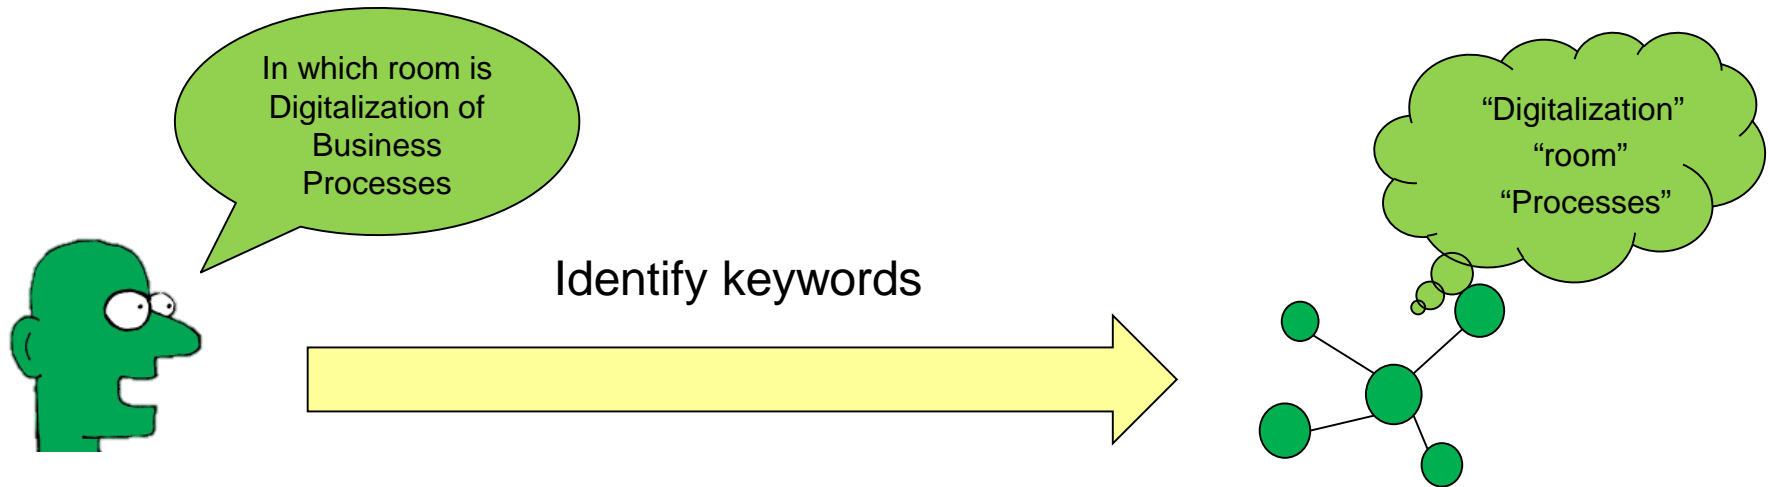 In which room is
Digitalization of
Business
Processes
Identify keywords
“Digitalization”
“room”
“Processes”